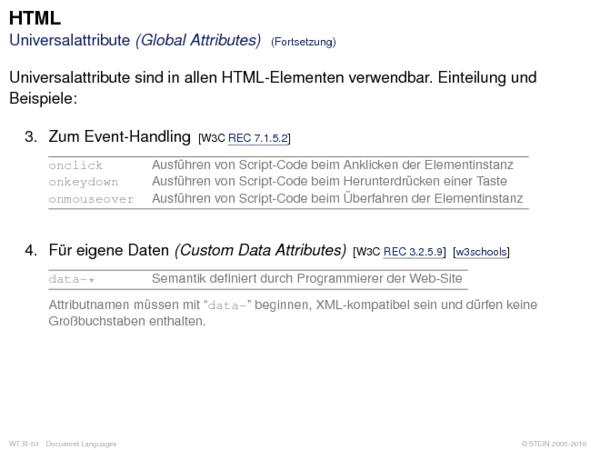 HTML
Universalattribute (Global Attributes) (Fortsetzung)
Universalattribute sind in allen HTML-Elementen verwendbar. Einteilung und
Beispiele:
3. Zum Event-Handling [W3C REC 7.1.5.2]
onclick Ausführen von Script-Code beim Anklicken der Elementinstanz
onkeydown Ausführen von Script-Code beim Herunterdrücken einer Taste
onmouseover Ausführen von Script-Code beim Überfahren der Elementinstanz
4. Für eigene Daten (Custom Data Attributes) [W3C REC 3.2.5.9] [w3schools]
data-* Semantik definiert durch Programmierer der Web-Site
Attributnamen müssen mit “data-” beginnen, XML-kompatibel sein und dürfen keine
Großbuchstaben enthalten.
WT:III-53 Document Languages © STEIN 2005-2018